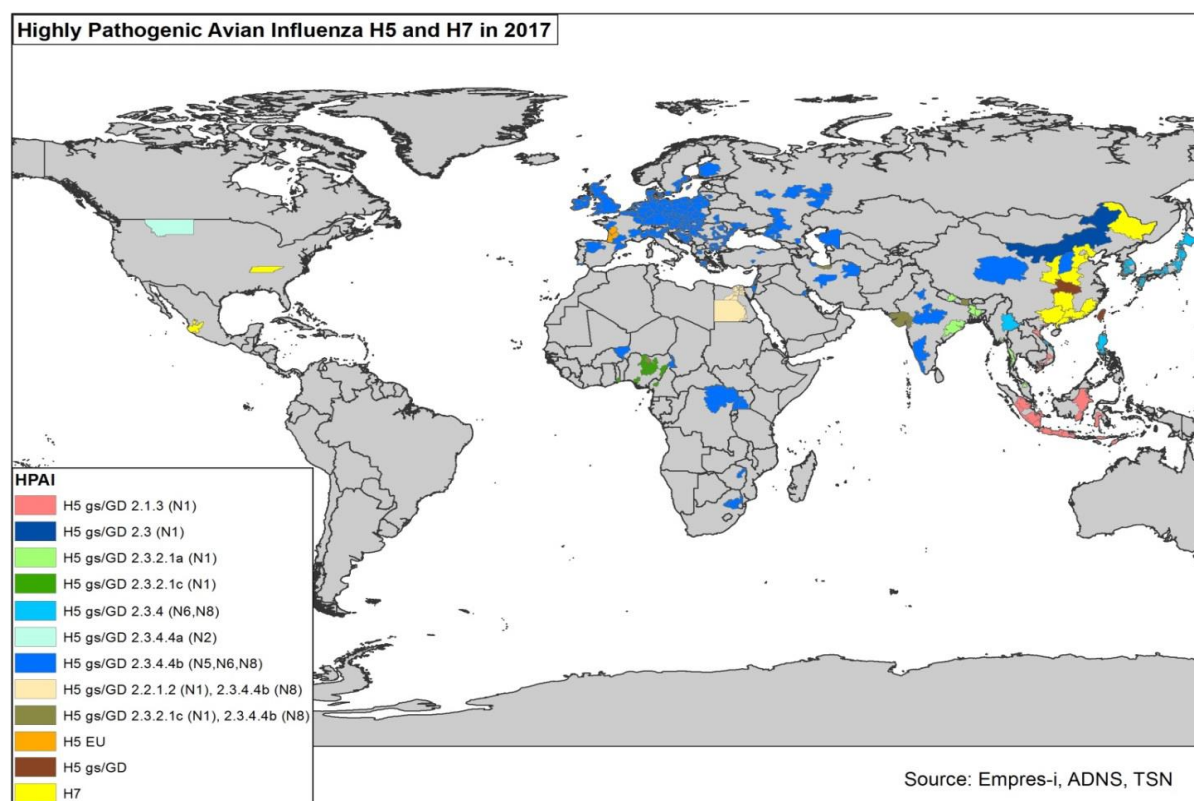 Highly Pathogenic Avian Influenza H5 and H7 in 2017
HPAI
H5 gs/GD 2.1.3 (N1)
H5 gs/GD 2.3 (N1)
H5 gs/GD 2.3.2.1a (N1)
H5 gs/GD 2.3.2.1c (N1)
H5 gs/GD 2.3.4 (N6,N8)
H5 gs/GD 2.3.4.4a (N2)
H5 gs/GD 2.3.4.4b (N5,N6,N8)
H5 gs/GD 2.2.1.2 (N1), 2.3.4.4b (N8)
H5 gs/GD 2.3.2.1c (N1), 2.3.4.4b (N8)
H5 EU
H5 gs/GD
H7
Source: Empres-i, ADNS, TSN